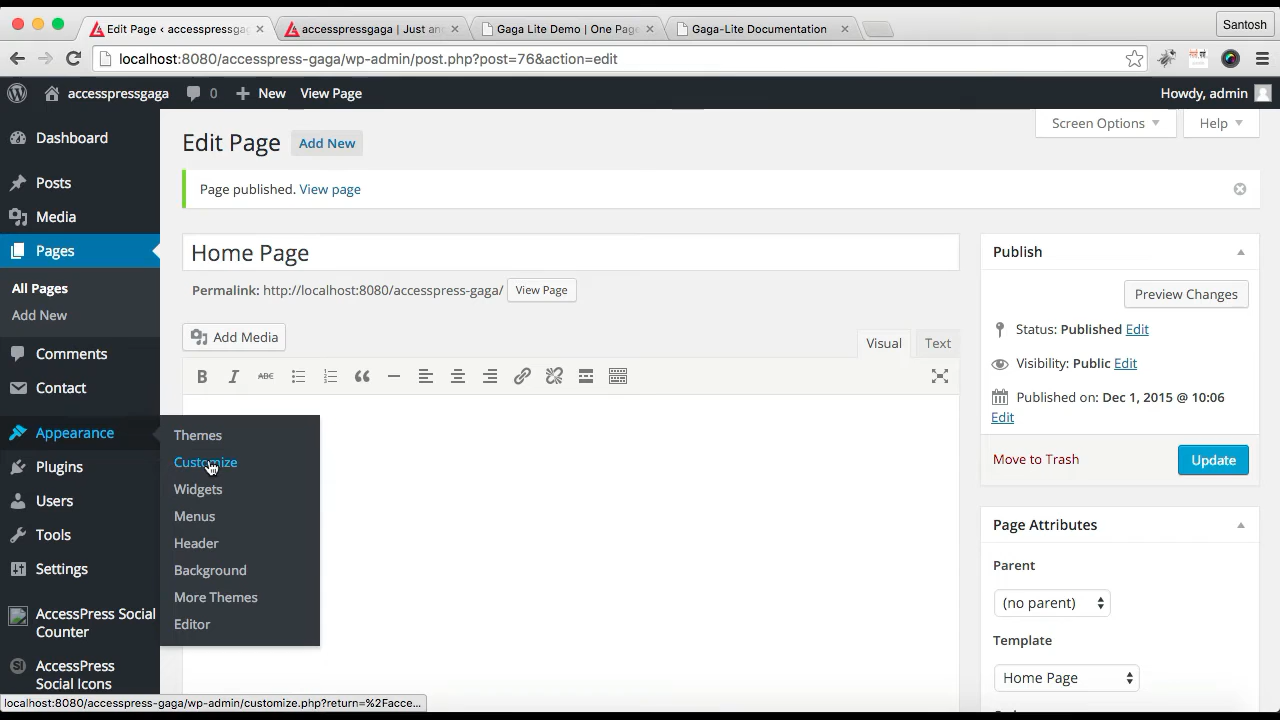 Edit Page ‹ accesspressgag
accesspressgaga | Just an
Gaga Lite Demo | One Page
Gaga-Lite Documentation
Santosh
localhost:8080/accesspress-gaga/wp-admin/post.php?post=76&action=edit
accesspressgaga
0
New
View Page
Howdy, admin
Dashboard
Posts
Media
Pages
All Pages
Add New
Comments
Contact
Appearance
Plugins
Users
Tools
Settings
AccessPress Social
Counter
AccessPress
Social Icons
Themes
Customize
Widgets
Menus
Header
Background
More Themes
Editor
Screen Options
Help
Edit Page
Add New
Page published. View page
Home Page
Permalink: http://localhost:8080/accesspress-gaga/ View Page
Add Media
Visual
Text
B I ABC
Publish
Preview Changes
Status: Published Edit
Visibility: Public Edit
Published on: Dec 1, 2015 @ 10:06
Edit
Move to Trash
Update
Page Attributes
Parent
(no parent)
Template
Home Page
localhost:8080/accesspress-gaga/wp-admin/customize.php?return=%2Facce...